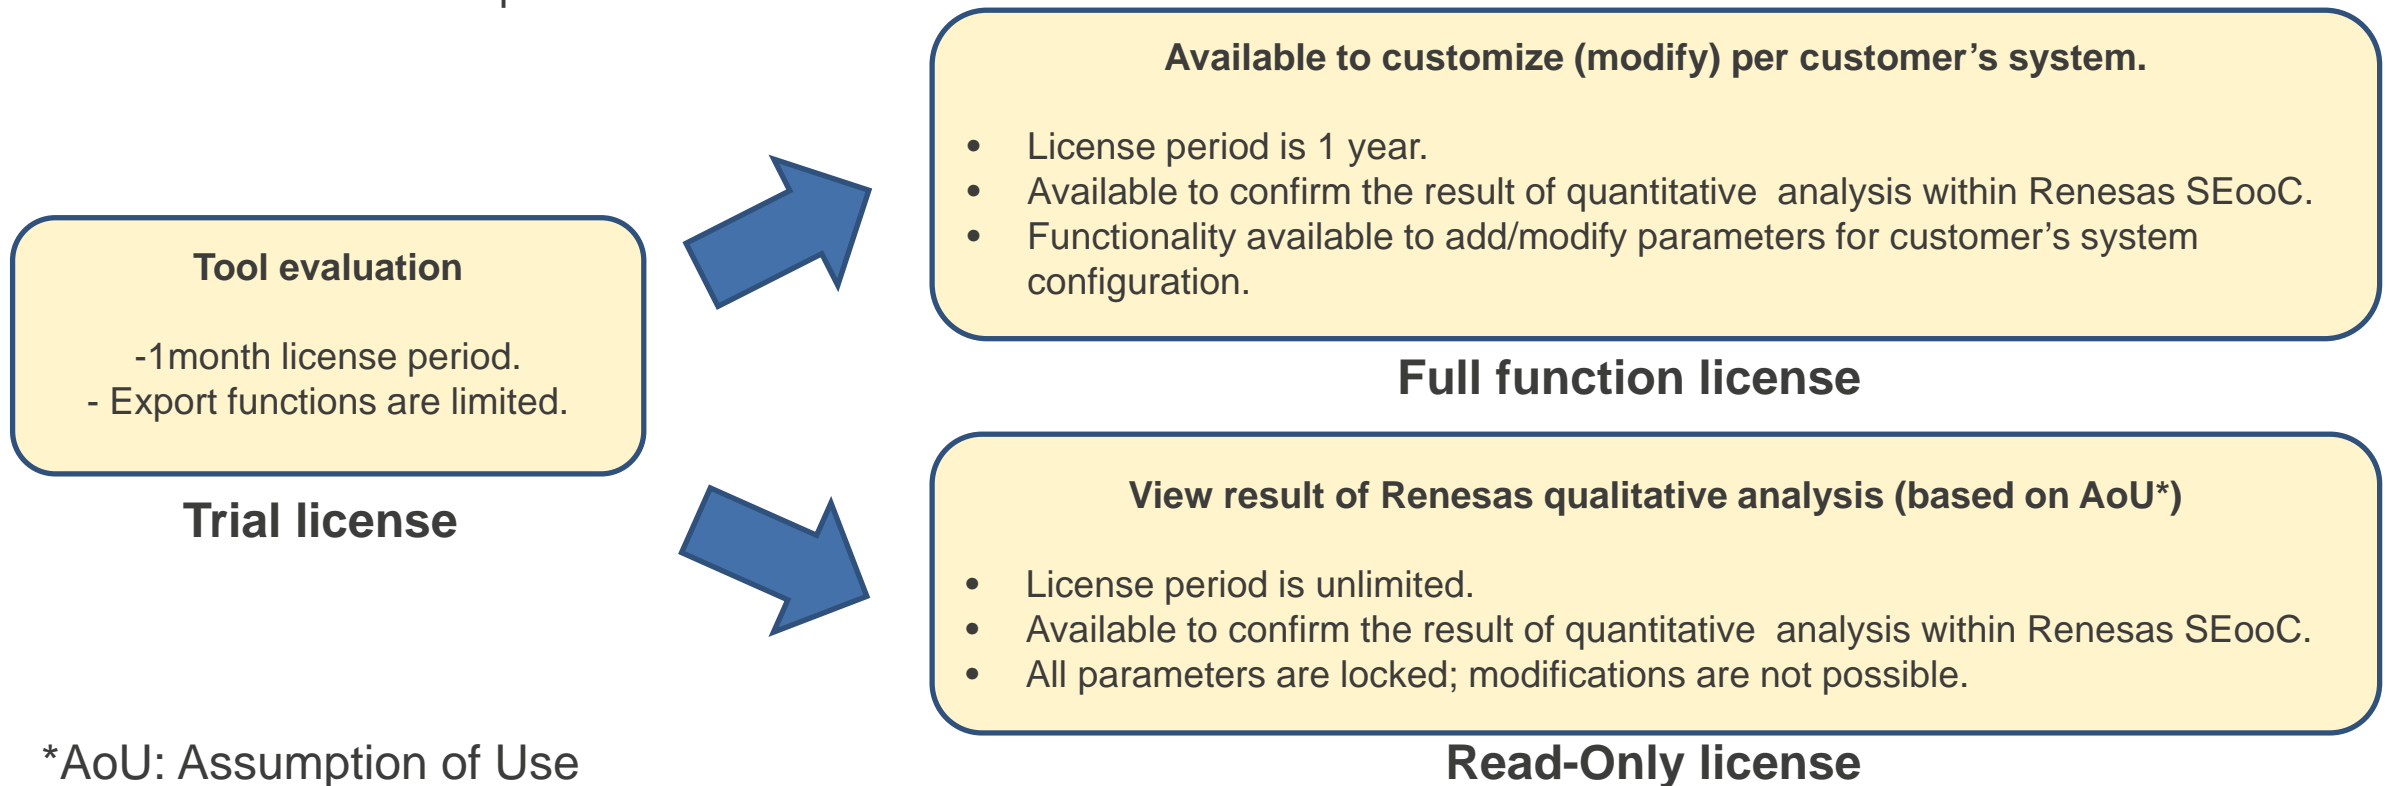 Tool evaluation
-1month license period.
- Export functions are limited.
Trial license
Available to customize (modify) per customer’s system.
• License period is 1 year.
• Available to confirm the result of quantitative  analysis within Renesas SEooC.
• Functionality available to add/modify parameters for customer’s system
configuration.
Full function license
View result of Renesas qualitative analysis (based on AoU*)
• License period is unlimited.
• Available to confirm the result of quantitative  analysis within Renesas SEooC.
• All parameters are locked; modifications are not possible.
Read-Only license
*AoU: Assumption of Use